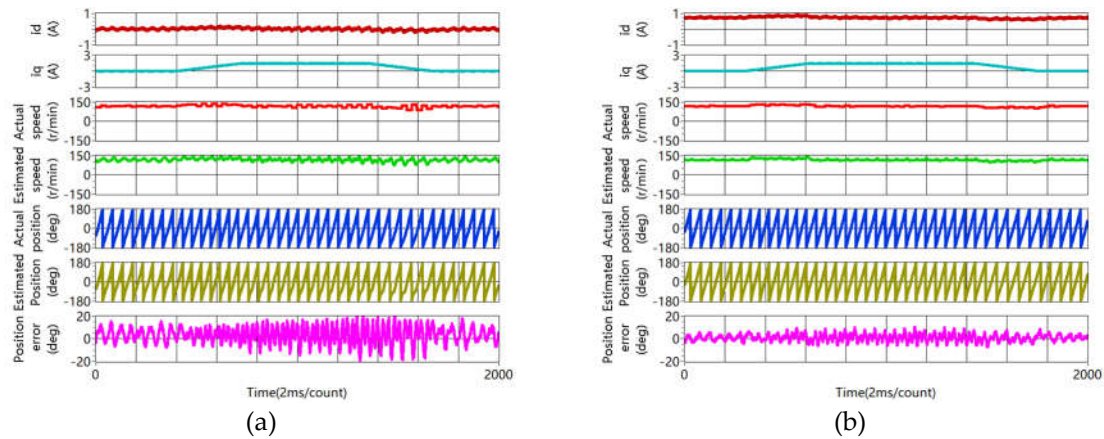 id
(A)
1
-1
iq
(A)
3
-3
Actual
speed
(r/min)
150
0
-150
Estimated
speed
(r/min)
150
0
-150
Actual
position
(deg)
180
0
-180
Estimated
Position
(deg)
180
0
-180
Position
error
(deg)
20
0
-20
0
2000
Time(2ms/count)
(a)
id
(A)
1
-1
iq
(A)
3
-3
Actual
speed
(r/min)
150
0
-150
Estimated
speed
(r/min)
150
0
-150
Actual
position
(deg)
180
0
-180
Estimated
Position
(deg)
180
0
-180
Position
error
(deg)
20
0
-20
0
2000
Time(2ms/count)
(b)